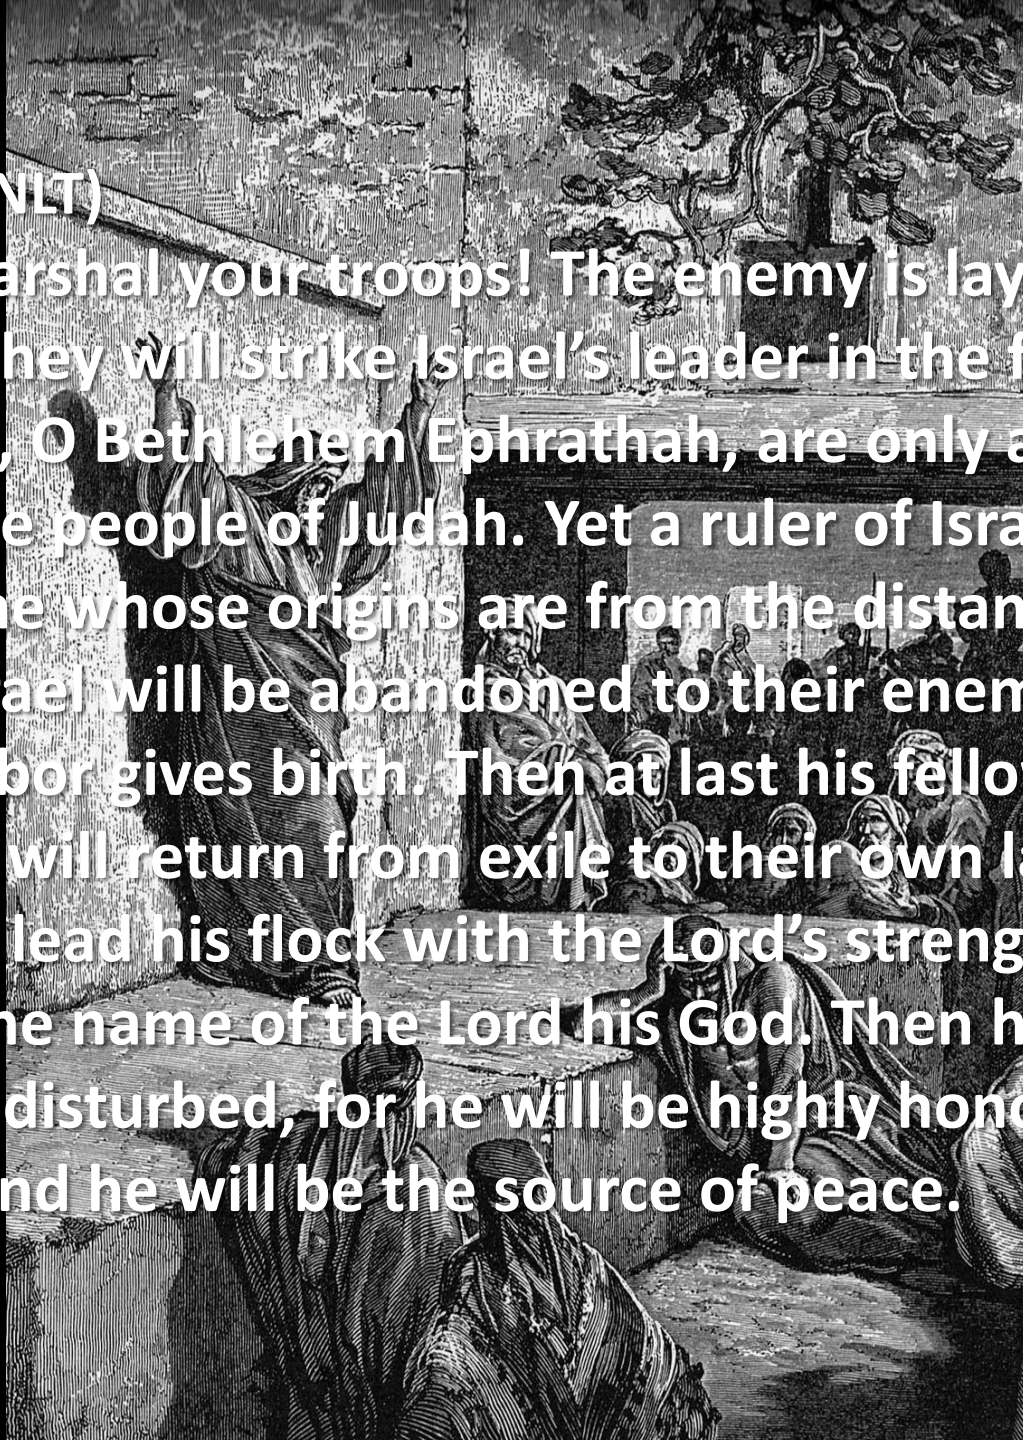 NLT)
arshal your troops! The enemy is lay
hey will strike Israel’s leader in the f
, O Bethlehem Ephrathah, are only a
e people of Judah. Yet a ruler of Isra
ne whose origins are from the distan
ael will be abandoned to their enem
bor gives birth. Then at last his fello
will return from exile to their own la
lead his flock with the Lord’s streng
he name of the Lord his God. Then h
disturbed, for he will be highly hono
nd he will be the source of peace.